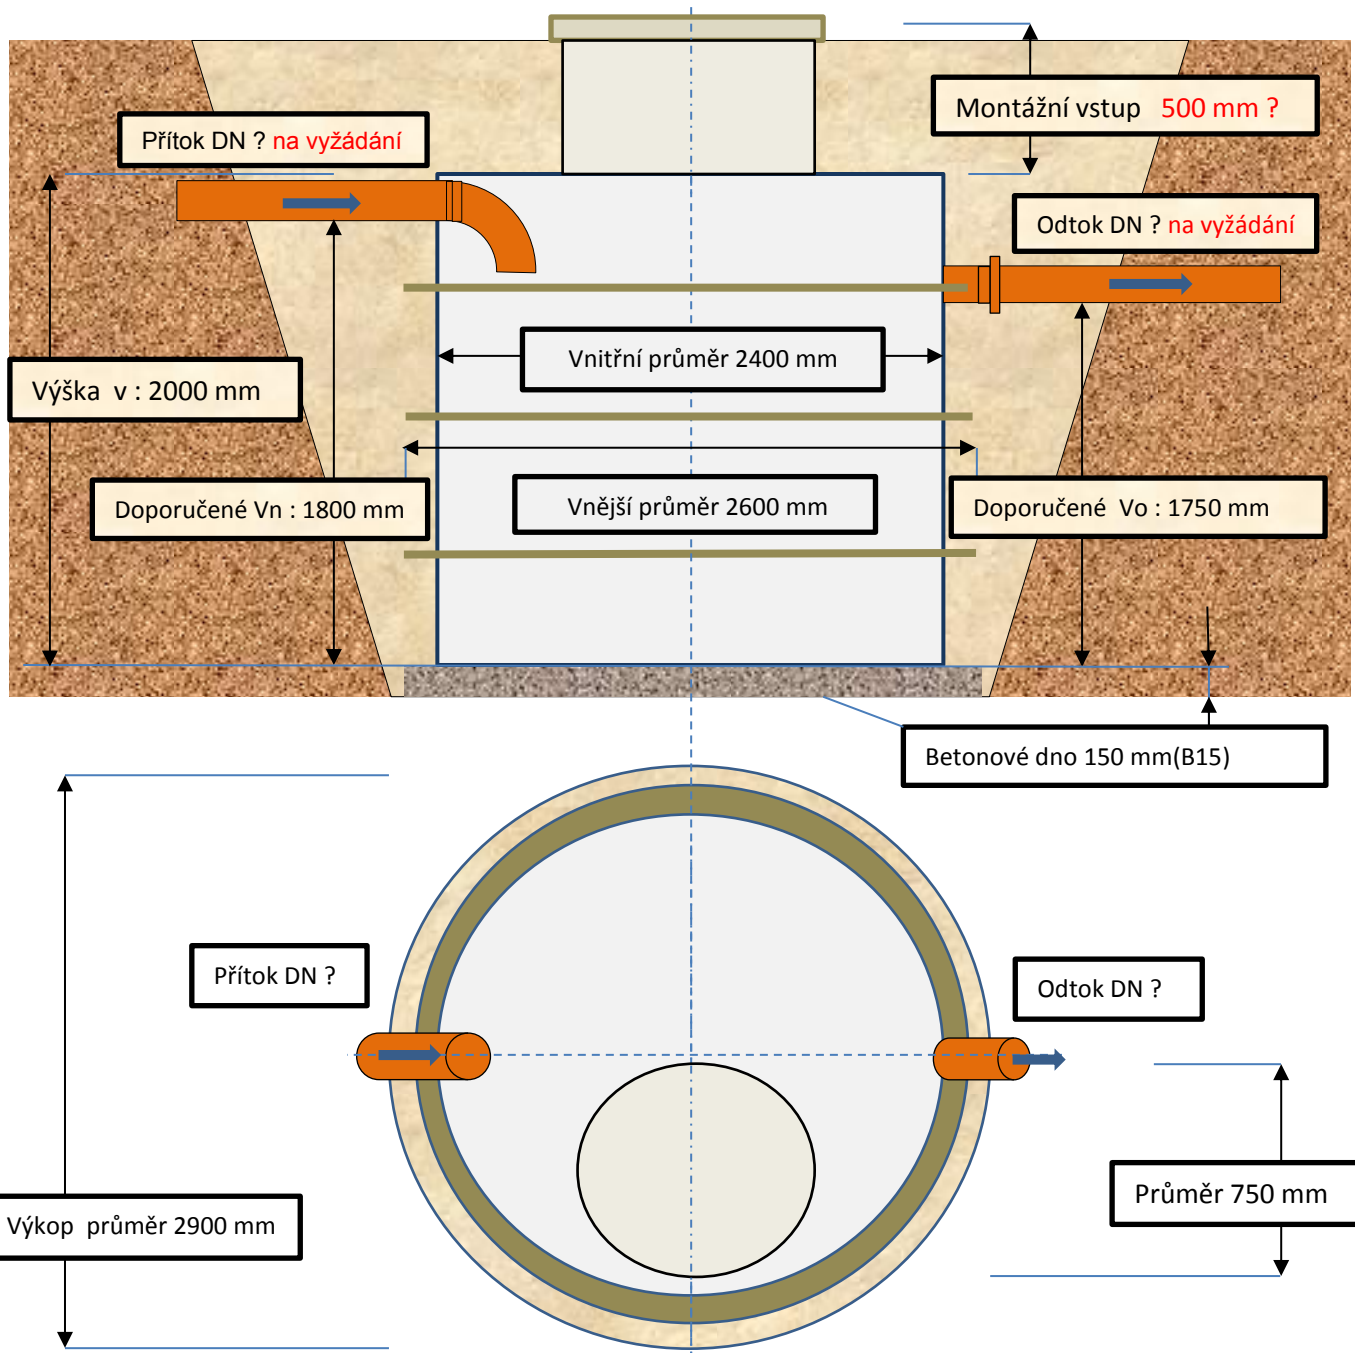 Montážní vstup 500 mm ?
Přítok DN ? na vyžádání
Odtok DN ? na vyžádání
Vnitřní průměr 2400 mm
Výška v : 2000 mm
Doporučené Vn : 1800 mm
Vnější průměr 2600 mm
Doporučené Vo : 1750 mm
Betonové dno 150 mm(B15)
Přítok DN ?
Odtok DN ?
Průměr 750 mm
Výkop průměr 2900 mm